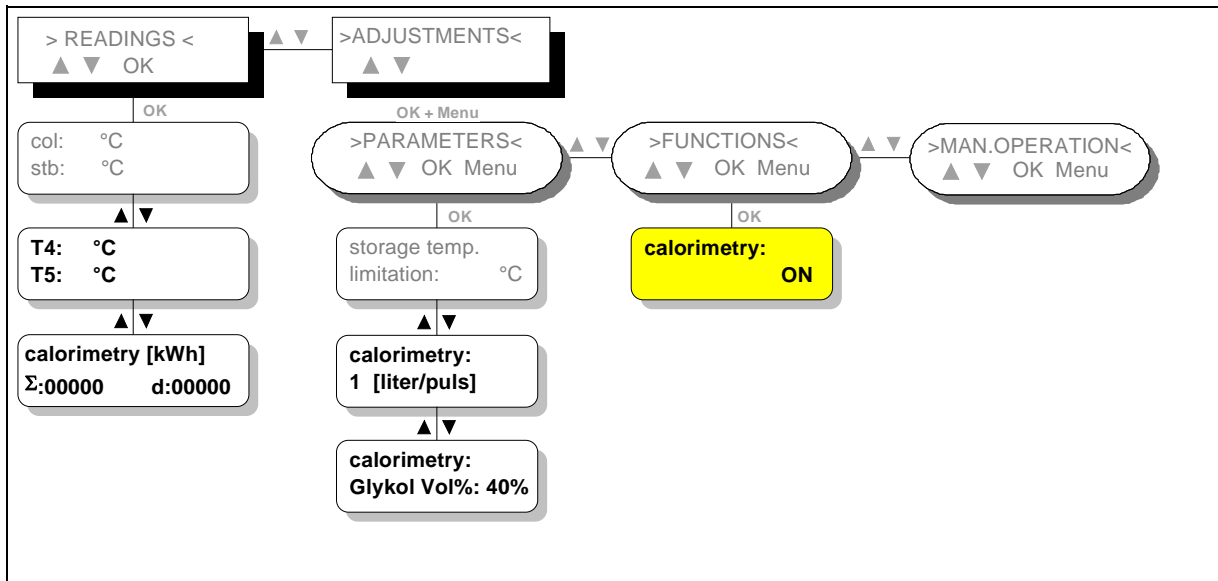 > READINGS <
▲ ▼ OK
▲ ▼
>ADJUSTMENTS<
▲ ▼
OK
col: °C
stb: °C
▲ ▼
T4: °C
T5: °C
▲ ▼
calorimetry [kWh]
Σ:00000 d:00000
OK + Menu
>PARAMETERS<
▲ ▼ OK Menu
▲ ▼
>FUNCTIONS<
▲ ▼ OK Menu
▲ ▼
>MAN.OPERATION<
▲ ▼ OK Menu
OK
storage temp.
limitation: °C
▲ ▼
calorimetry:
1 [liter/puls]
▲ ▼
calorimetry:
Glykol Vol%: 40%
OK
calorimetry:
ON